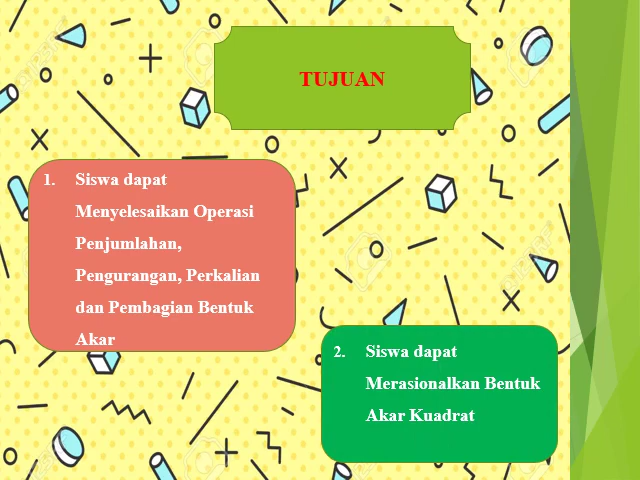 TUJUAN
1. Siswa dapat
Menyelesaikan Operasi
Penjumlahan,
Pengurangan, Perkalian
dan Pembagian Bentuk
Akar
2. Siswa dapat
Merasionalkan Bentuk
Akar Kuadrat